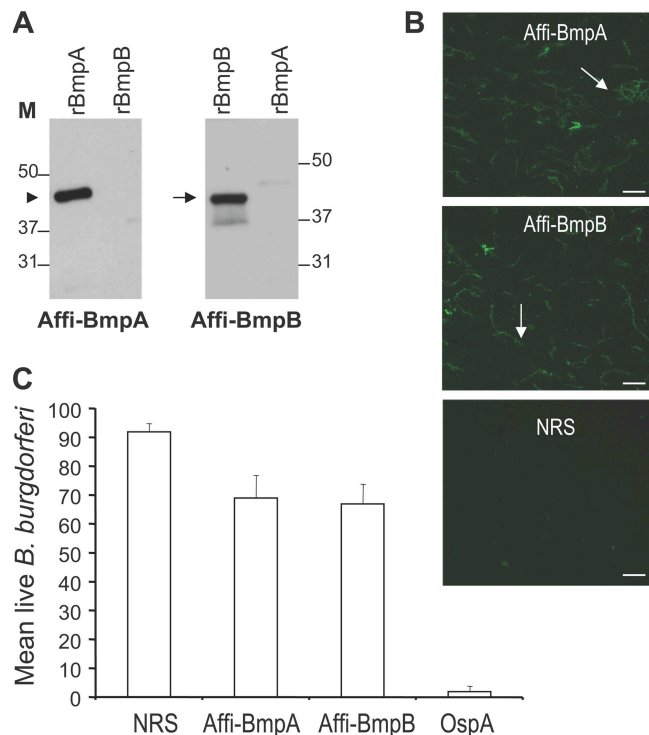 A
rBmpA
rBmpB
M
50
37
31
Affi-BmpA
rBmpB
rBmpA
50
37
31
Affi-BmpB
B
Affi-BmpA
Affi-BmpB
NRS
C
Mean live B. burgdorferi
100
90
80
70
60
50
40
30
20
10
0
NRS
Affi-BmpA
Affi-BmpB
OspA